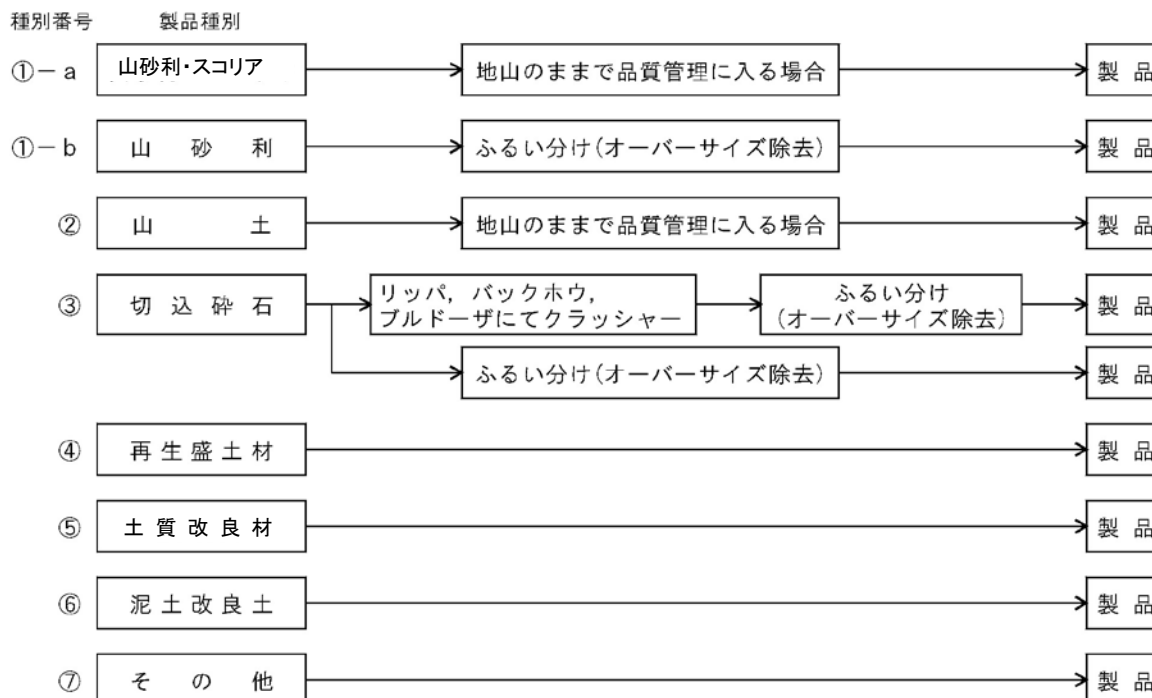 種別番号 製品種別
①－a 山砂利・スコリア 地山のままで品質管理に入る場合 製品
①－b 山砂利 ふるい分け(オーバーサイズ除去) 製品
② 山土 地山のままで品質管理に入る場合 製品
③ 切込砕石 リッパ，バックホウ，
ブルドーザにてクラッシャー ふるい分け
(オーバーサイズ除去) 製品
ふるい分け(オーバーサイズ除去) 製品
④ 再生盛土材 製品
⑤ 土質改良材 製品
⑥ 泥土改良土 製品
⑦ その他 製品